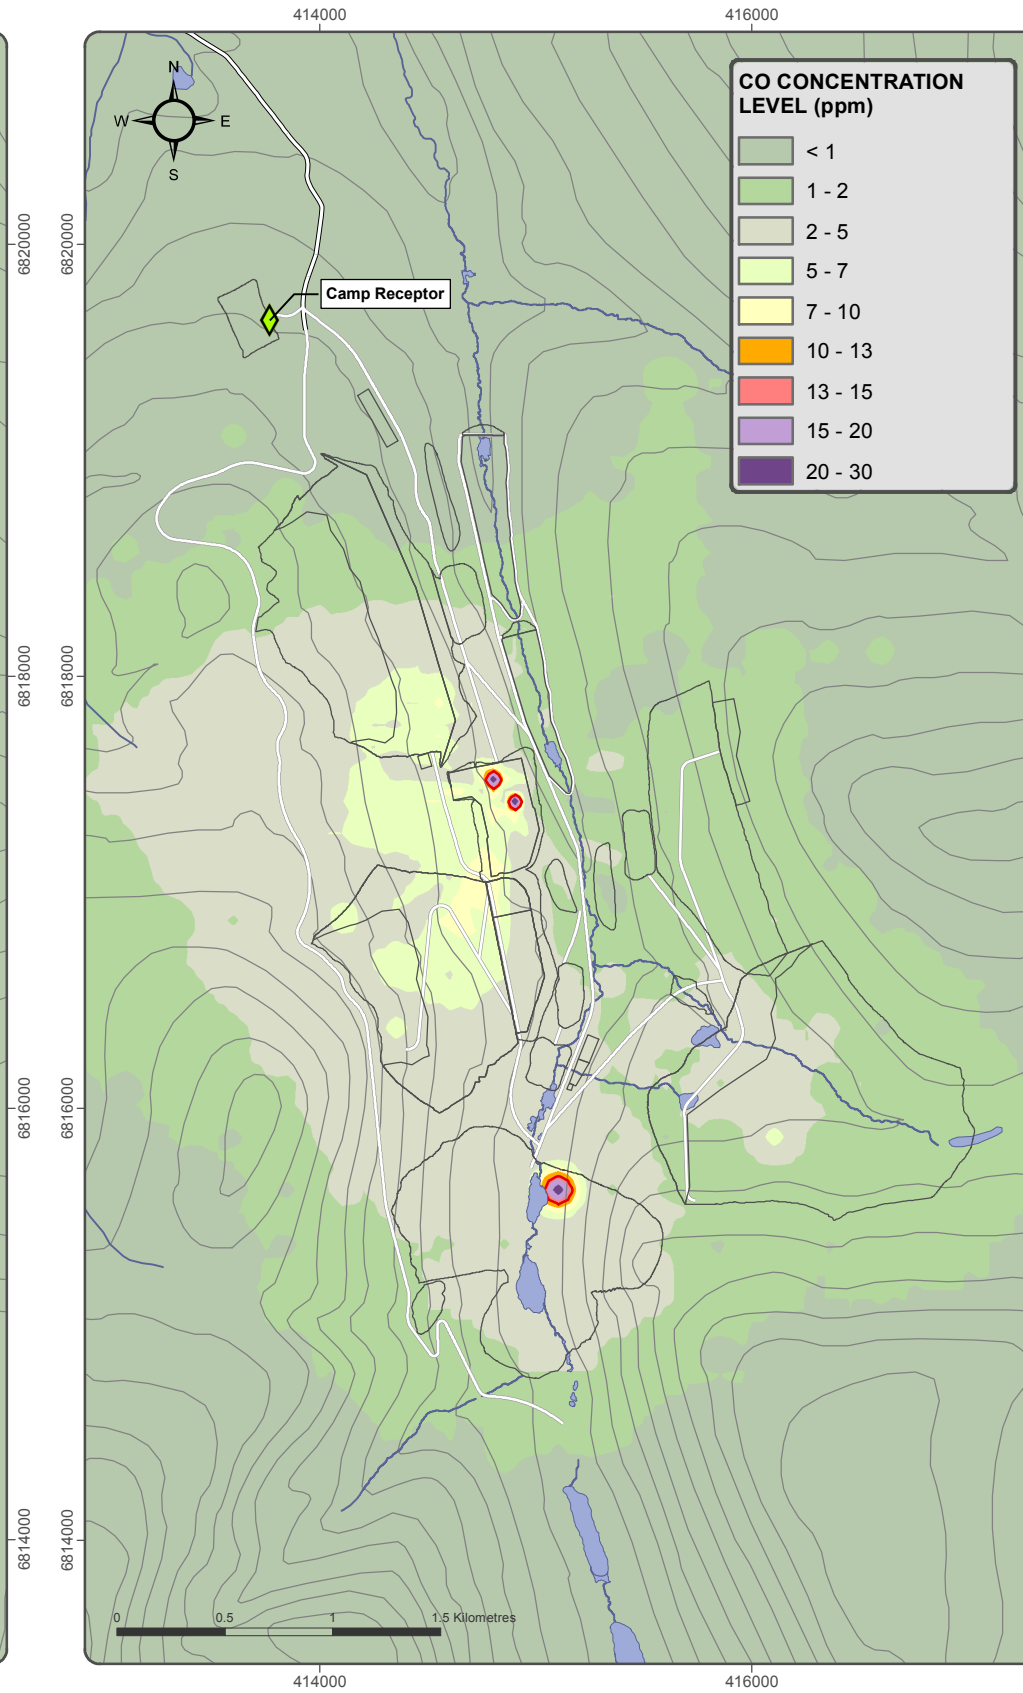 414000
416000
N
W
E
S
CO CONCENTRATION
LEVEL (ppm)
< 1
1 - 2
2 - 5
5 - 7
7 - 10
10 - 13
13 - 15
15 - 20
20 - 30
6820000
6820000
Camp Receptor
6818000
6818000
6816000
6816000
6814000
6814000
0
0.5
1
1.5 Kilometres
414000
416000